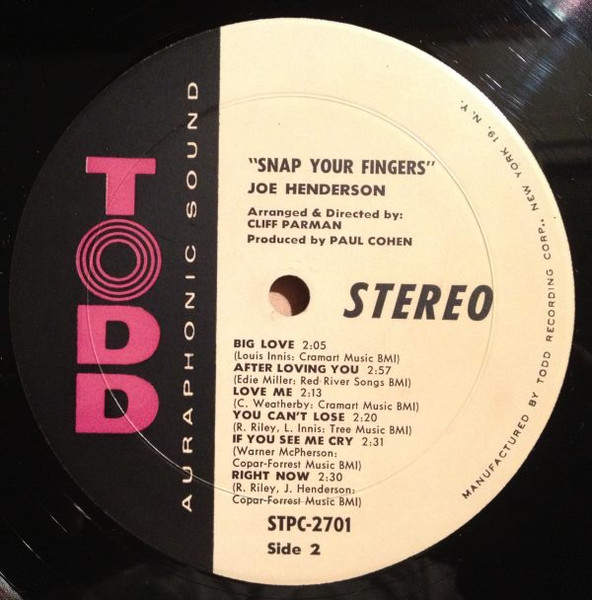 TODD
AURAPHONIC SOUND
"SNAP YOUR FINGERS"
JOE HENDERSON
Arranged & Directed by:
CLIFF PARMAN
Produced by PAUL COHEN
STEREO
BIG LOVE 2:05
(Louis Innis: Cramart Music BMI)
AFTER LOVING YOU 2:57
(Edie Miller: Red River Songs BMI)
LOVE ME 2:13
(C. Weatherby: Cramart Music BMI)
YOU CAN'T LOSE 2:20
(R. Riley, L. Innis: Tree Music BMI)
IF YOU SEE ME CRY 2:31
(Warner McPherson:
Copar-Forrest Music BMI)
RIGHT NOW 2:30
(R. Riley, J. Henderson:
Copar-Forrest Music BMI)
STPC-2701
Side 2
MANUFACTURED BY TODD RECORDING CORP., NEW YORK 19, N. Y.